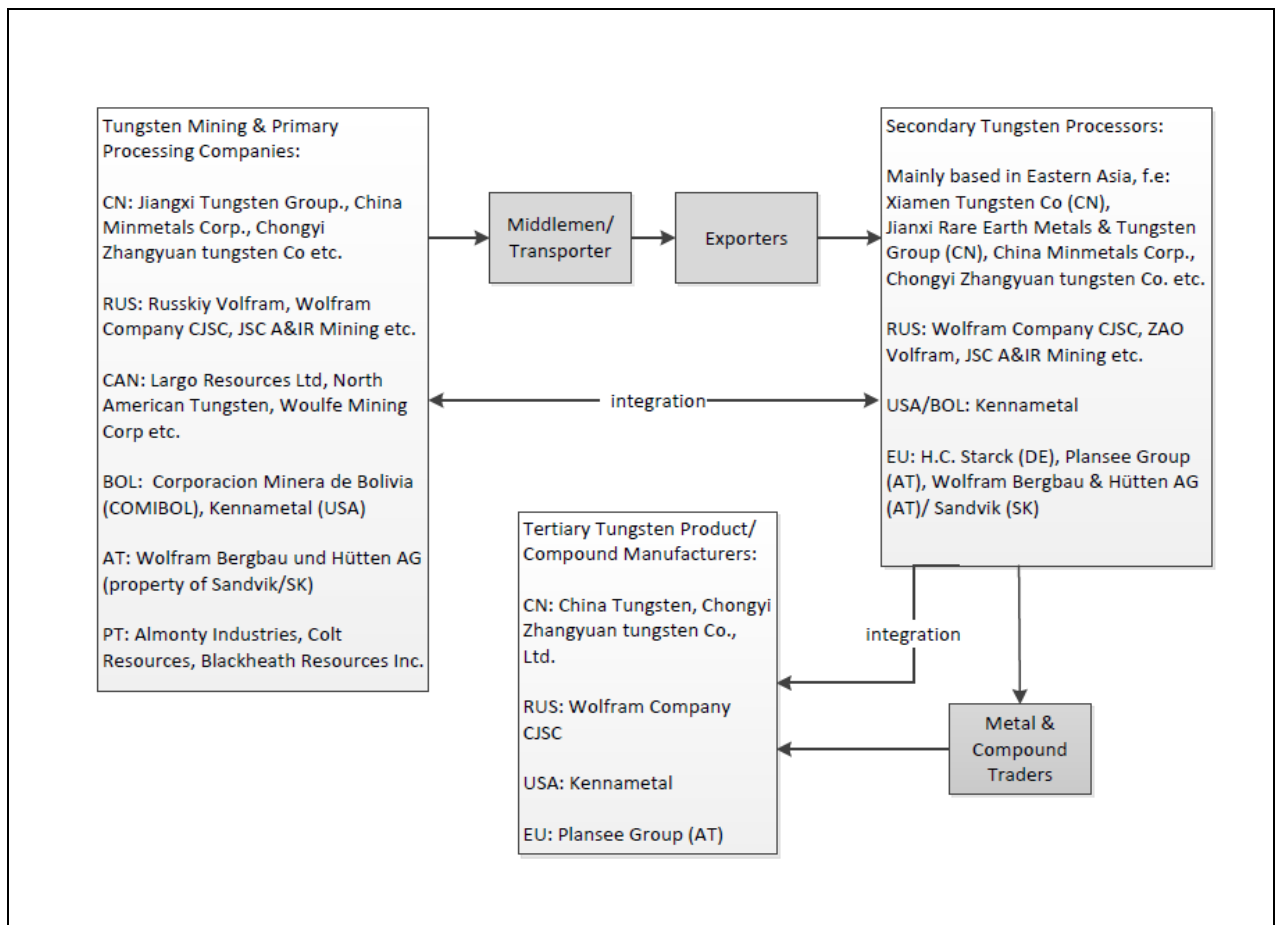 Tungsten Mining & Primary
Processing Companies:
CN: Jiangxi Tungsten Group., China
Minmetals Corp., Chongyi
Zhangyuan tungsten Co etc.
RUS: Russkiy Volfram, Wolfram
Company CJSC, JSC A&IR Mining etc.
CAN: Largo Resources Ltd, North
American Tungsten, Woulfe Mining
Corp etc.
BOL:  Corporacion Minera de Bolivia
(COMIBOL), Kennametal (USA)
AT: Wolfram Bergbau und Hütten AG
(property of Sandvik/SK)
PT: Almonty Industries, Colt
Resources, Blackheath Resources Inc.
Middlemen/
Transporter
Exporters
Secondary Tungsten Processors:
Mainly based in Eastern Asia, f.e:
Xiamen Tungsten Co (CN),
Jianxi Rare Earth Metals & Tungsten
Group (CN), China Minmetals Corp.,
Chongyi Zhangyuan tungsten Co. etc.
RUS: Wolfram Company CJSC, ZAO
Volfram, JSC A&IR Mining etc.
USA/BOL: Kennametal
EU: H.C. Starck (DE), Plansee Group
(AT), Wolfram Bergbau & Hütten AG
(AT)/ Sandvik (SK)
integration
integration
Metal &
Compound
Traders
Tertiary Tungsten Product/
Compound Manufacturers:
CN: China Tungsten, Chongyi
Zhangyuan tungsten Co.,
Ltd.
RUS: Wolfram Company
CJSC
USA: Kennametal
EU: Plansee Group (AT)